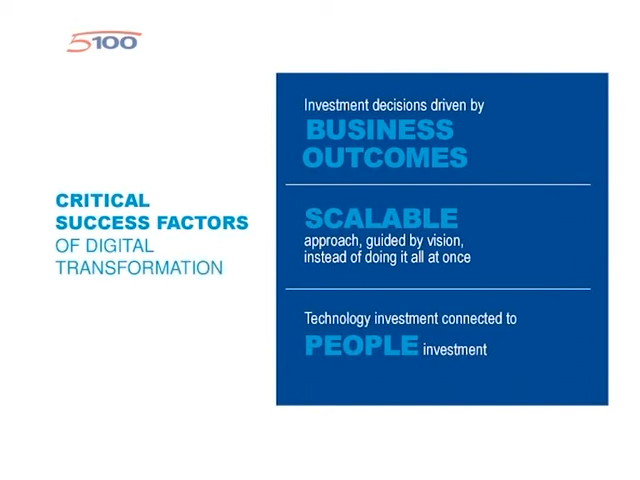 5100
CRITICAL
SUCCESS FACTORS
OF DIGITAL
TRANSFORMATION
Investment decisions driven by
BUSINESS
OUTCOMES
SCALABLE
approach, guided by vision,
instead of doing it all at once
Technology investment connected to
PEOPLE investment